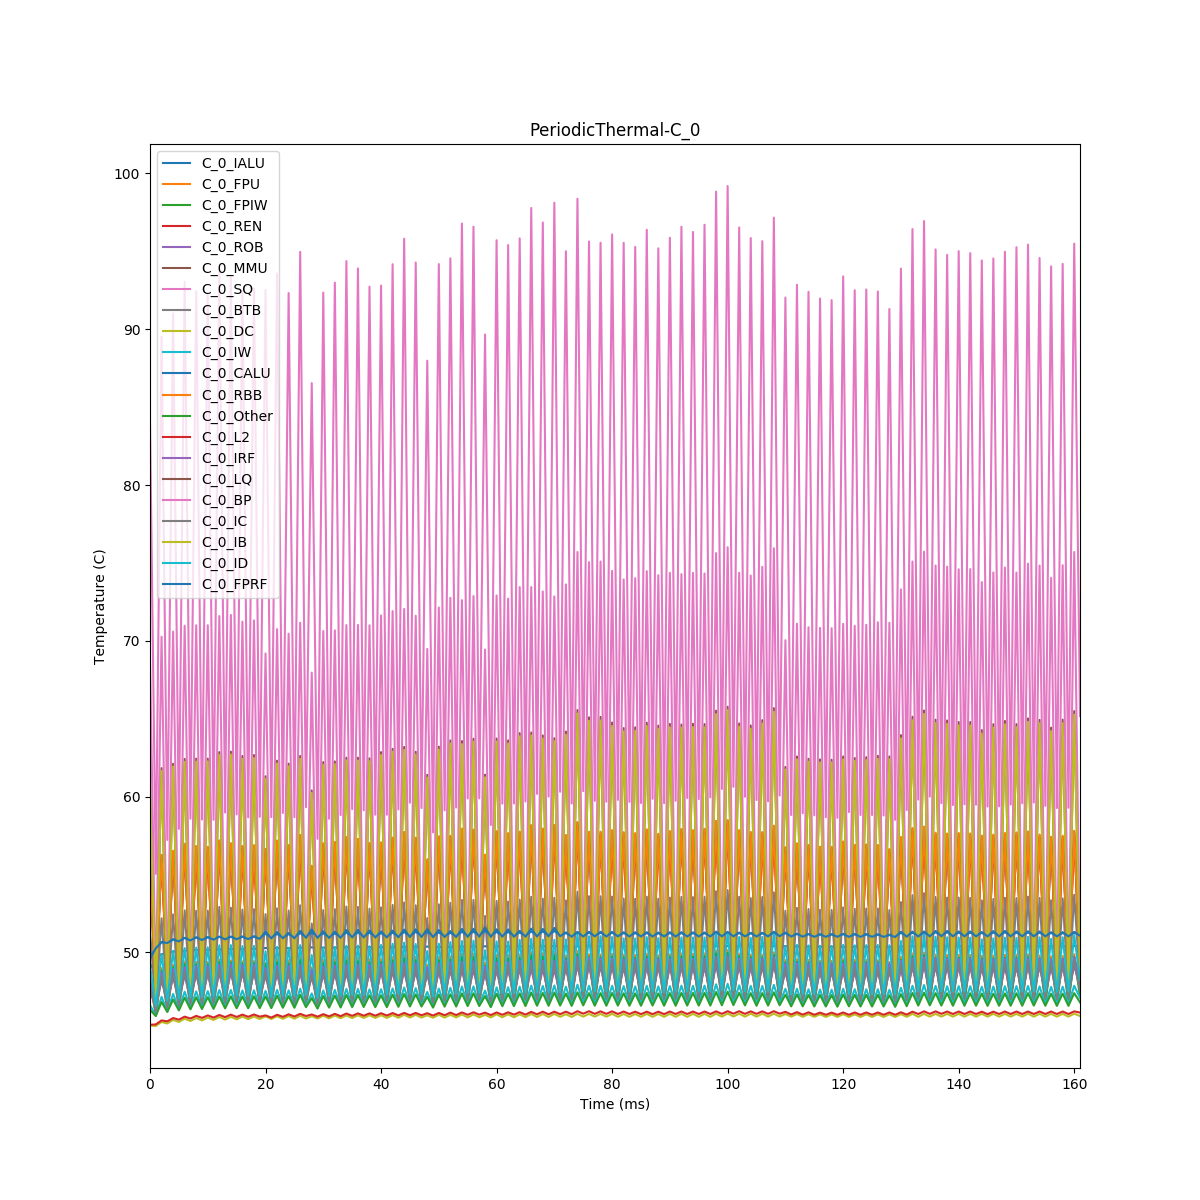 PeriodicThermal-C_0
C_0_IALU
C_0_FPU
C_0_FPIW
C_0_REN
C_0_ROB
C_0_MMU
C_0_SQ
C_0_BTB
C_0_DC
C_0_IW
C_0_CALU
C_0_RBB
C_0_Other
C_0_L2
C_0_IRF
C_0_LQ
C_0_BP
C_0_IC
C_0_IB
C_0_ID
C_0_FPRF
100
90
80
70
60
50
Temperature (C)
0 20 40 60 80 100 120 140 160
Time (ms)